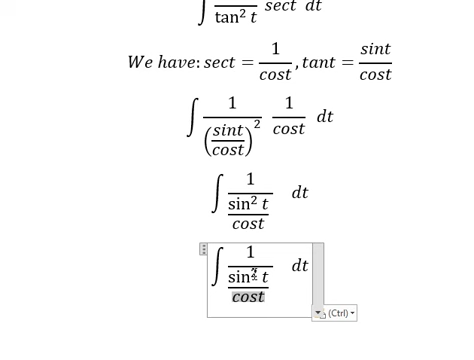 ∫ 1/tan² t sect dt
We have: sect = 1/cost, tant = sint/cost
∫ 1/(sint/cost)² 1/cost dt
∫ 1/(sin² t/cost) dt
∫ 1/(sin² t/cost) dt
(Ctrl)